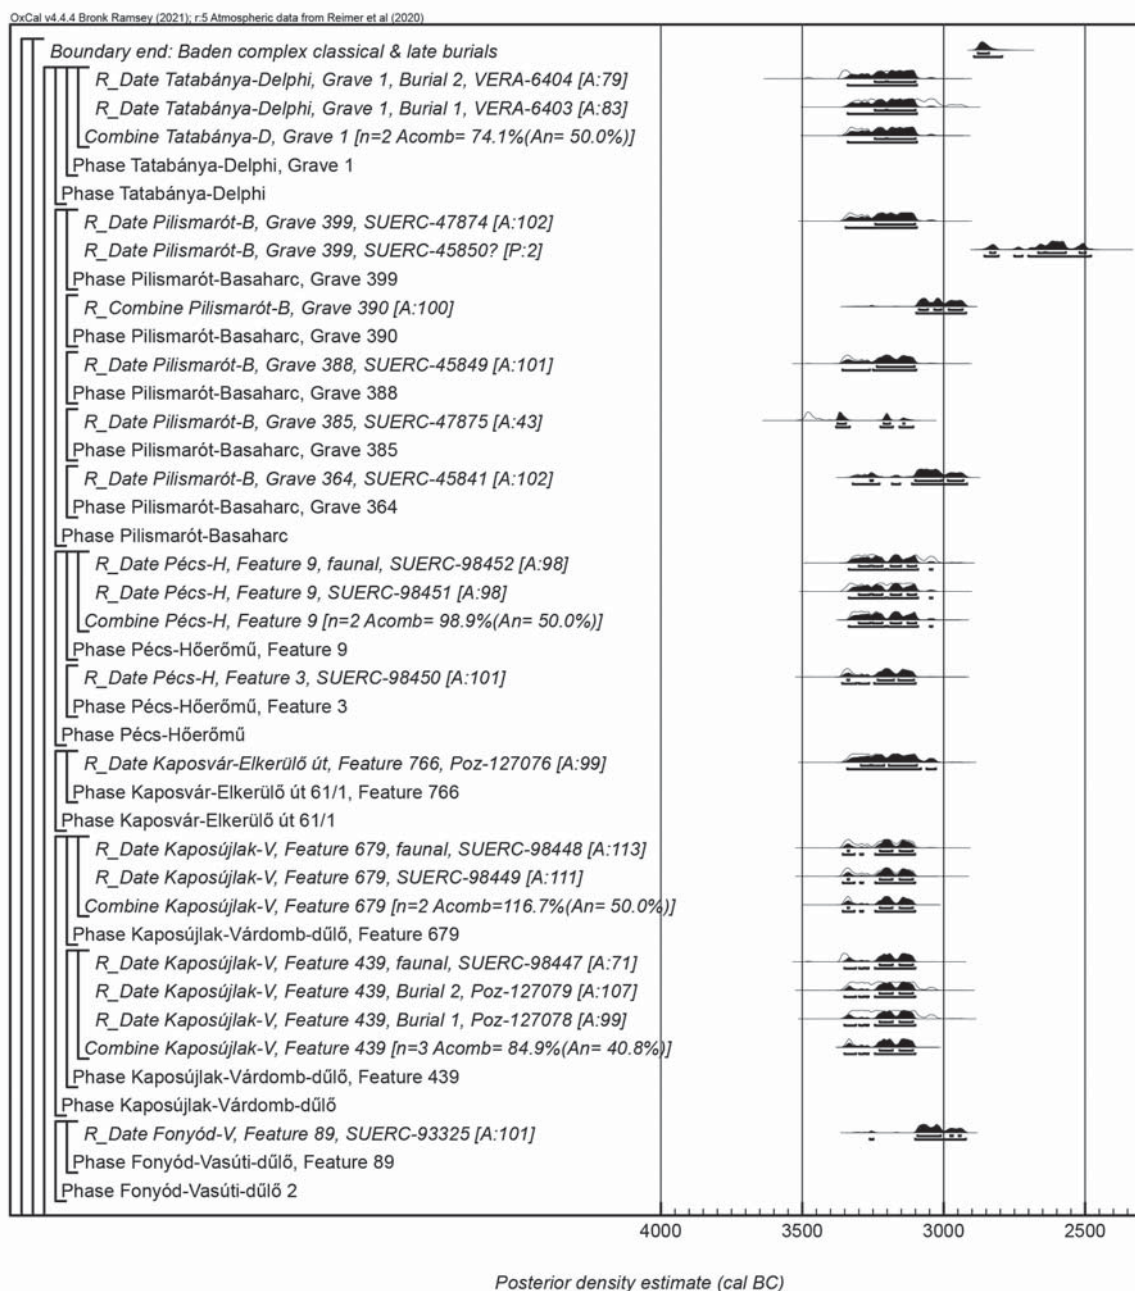 OxCal v4.4.4 Bronk Ramsey (2021); r:5 Atmospheric data from Reimer et al (2020)
Boundary end: Baden complex classical & late burials
R_Date Tatabánya-Delphi, Grave 1, Burial 2, VERA-6404 [A:79]
R_Date Tatabánya-Delphi, Grave 1, Burial 1, VERA-6403 [A:83]
Combine Tatabánya-D, Grave 1 [n=2 Acomb= 74.1%(An= 50.0%)]
Phase Tatabánya-Delphi, Grave 1
Phase Tatabánya-Delphi
R_Date Pilismarót-B, Grave 399, SUERC-47874 [A:102]
R_Date Pilismarót-B, Grave 399, SUERC-45850? [P:2]
Phase Pilismarót-Basaharc, Grave 399
R_Combine Pilismarót-B, Grave 390 [A:100]
Phase Pilismarót-Basaharc, Grave 390
R_Date Pilismarót-B, Grave 388, SUERC-45849 [A:101]
Phase Pilismarót-Basaharc, Grave 388
R_Date Pilismarót-B, Grave 385, SUERC-47875 [A:43]
Phase Pilismarót-Basaharc, Grave 385
R_Date Pilismarót-B, Grave 364, SUERC-45841 [A:102]
Phase Pilismarót-Basaharc, Grave 364
Phase Pilismarót-Basaharc
R_Date Pécs-H, Feature 9, faunal, SUERC-98452 [A:98]
R_Date Pécs-H, Feature 9, SUERC-98451 [A:98]
Combine Pécs-H, Feature 9 [n=2 Acomb= 98.9%(An= 50.0%)]
Phase Pécs-Hőerőmű, Feature 9
R_Date Pécs-H, Feature 3, SUERC-98450 [A:101]
Phase Pécs-Hőerőmű, Feature 3
Phase Pécs-Hőerőmű
R_Date Kaposvár-Elkerülő út, Feature 766, Poz-127076 [A:99]
Phase Kaposvár-Elkerülő út 61/1, Feature 766
Phase Kaposvár-Elkerülő út 61/1
R_Date Kaposújlak-V, Feature 679, faunal, SUERC-98448 [A:113]
R_Date Kaposújlak-V, Feature 679, SUERC-98449 [A:111]
Combine Kaposújlak-V, Feature 679 [n=2 Acomb=116.7%(An= 50.0%)]
Phase Kaposújlak-Várdomb-dűlő, Feature 679
R_Date Kaposújlak-V, Feature 439, faunal, SUERC-98447 [A:71]
R_Date Kaposújlak-V, Feature 439, Burial 2, Poz-127079 [A:107]
R_Date Kaposújlak-V, Feature 439, Burial 1, Poz-127078 [A:99]
Combine Kaposújlak-V, Feature 439 [n=3 Acomb= 84.9%(An= 40.8%)]
Phase Kaposújlak-Várdomb-dűlő, Feature 439
Phase Kaposújlak-Várdomb-dűlő
R_Date Fonyód-V, Feature 89, SUERC-93325 [A:101]
Phase Fonyód-Vasúti-dűlő, Feature 89
Phase Fonyód-Vasúti-dűlő 2
4000 3500 3000 2500
Posterior density estimate (cal BC)